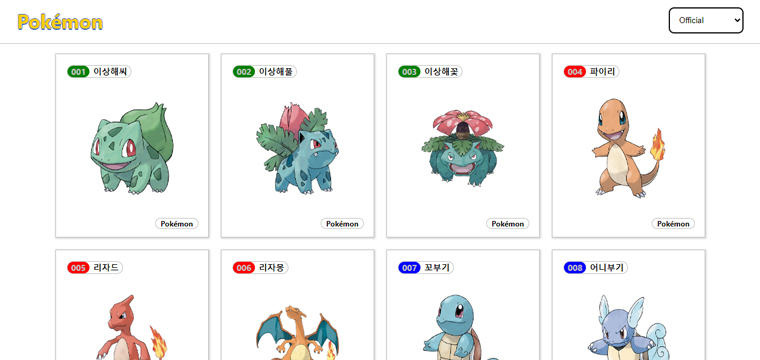 Pokémon
Official
001 이상해씨
002 이상해풀
003 이상해꽃
004 파이리
Pokémon
Pokémon
Pokémon
Pokémon
005 리자드
006 리자몽
007 꼬부기
008 어니부기